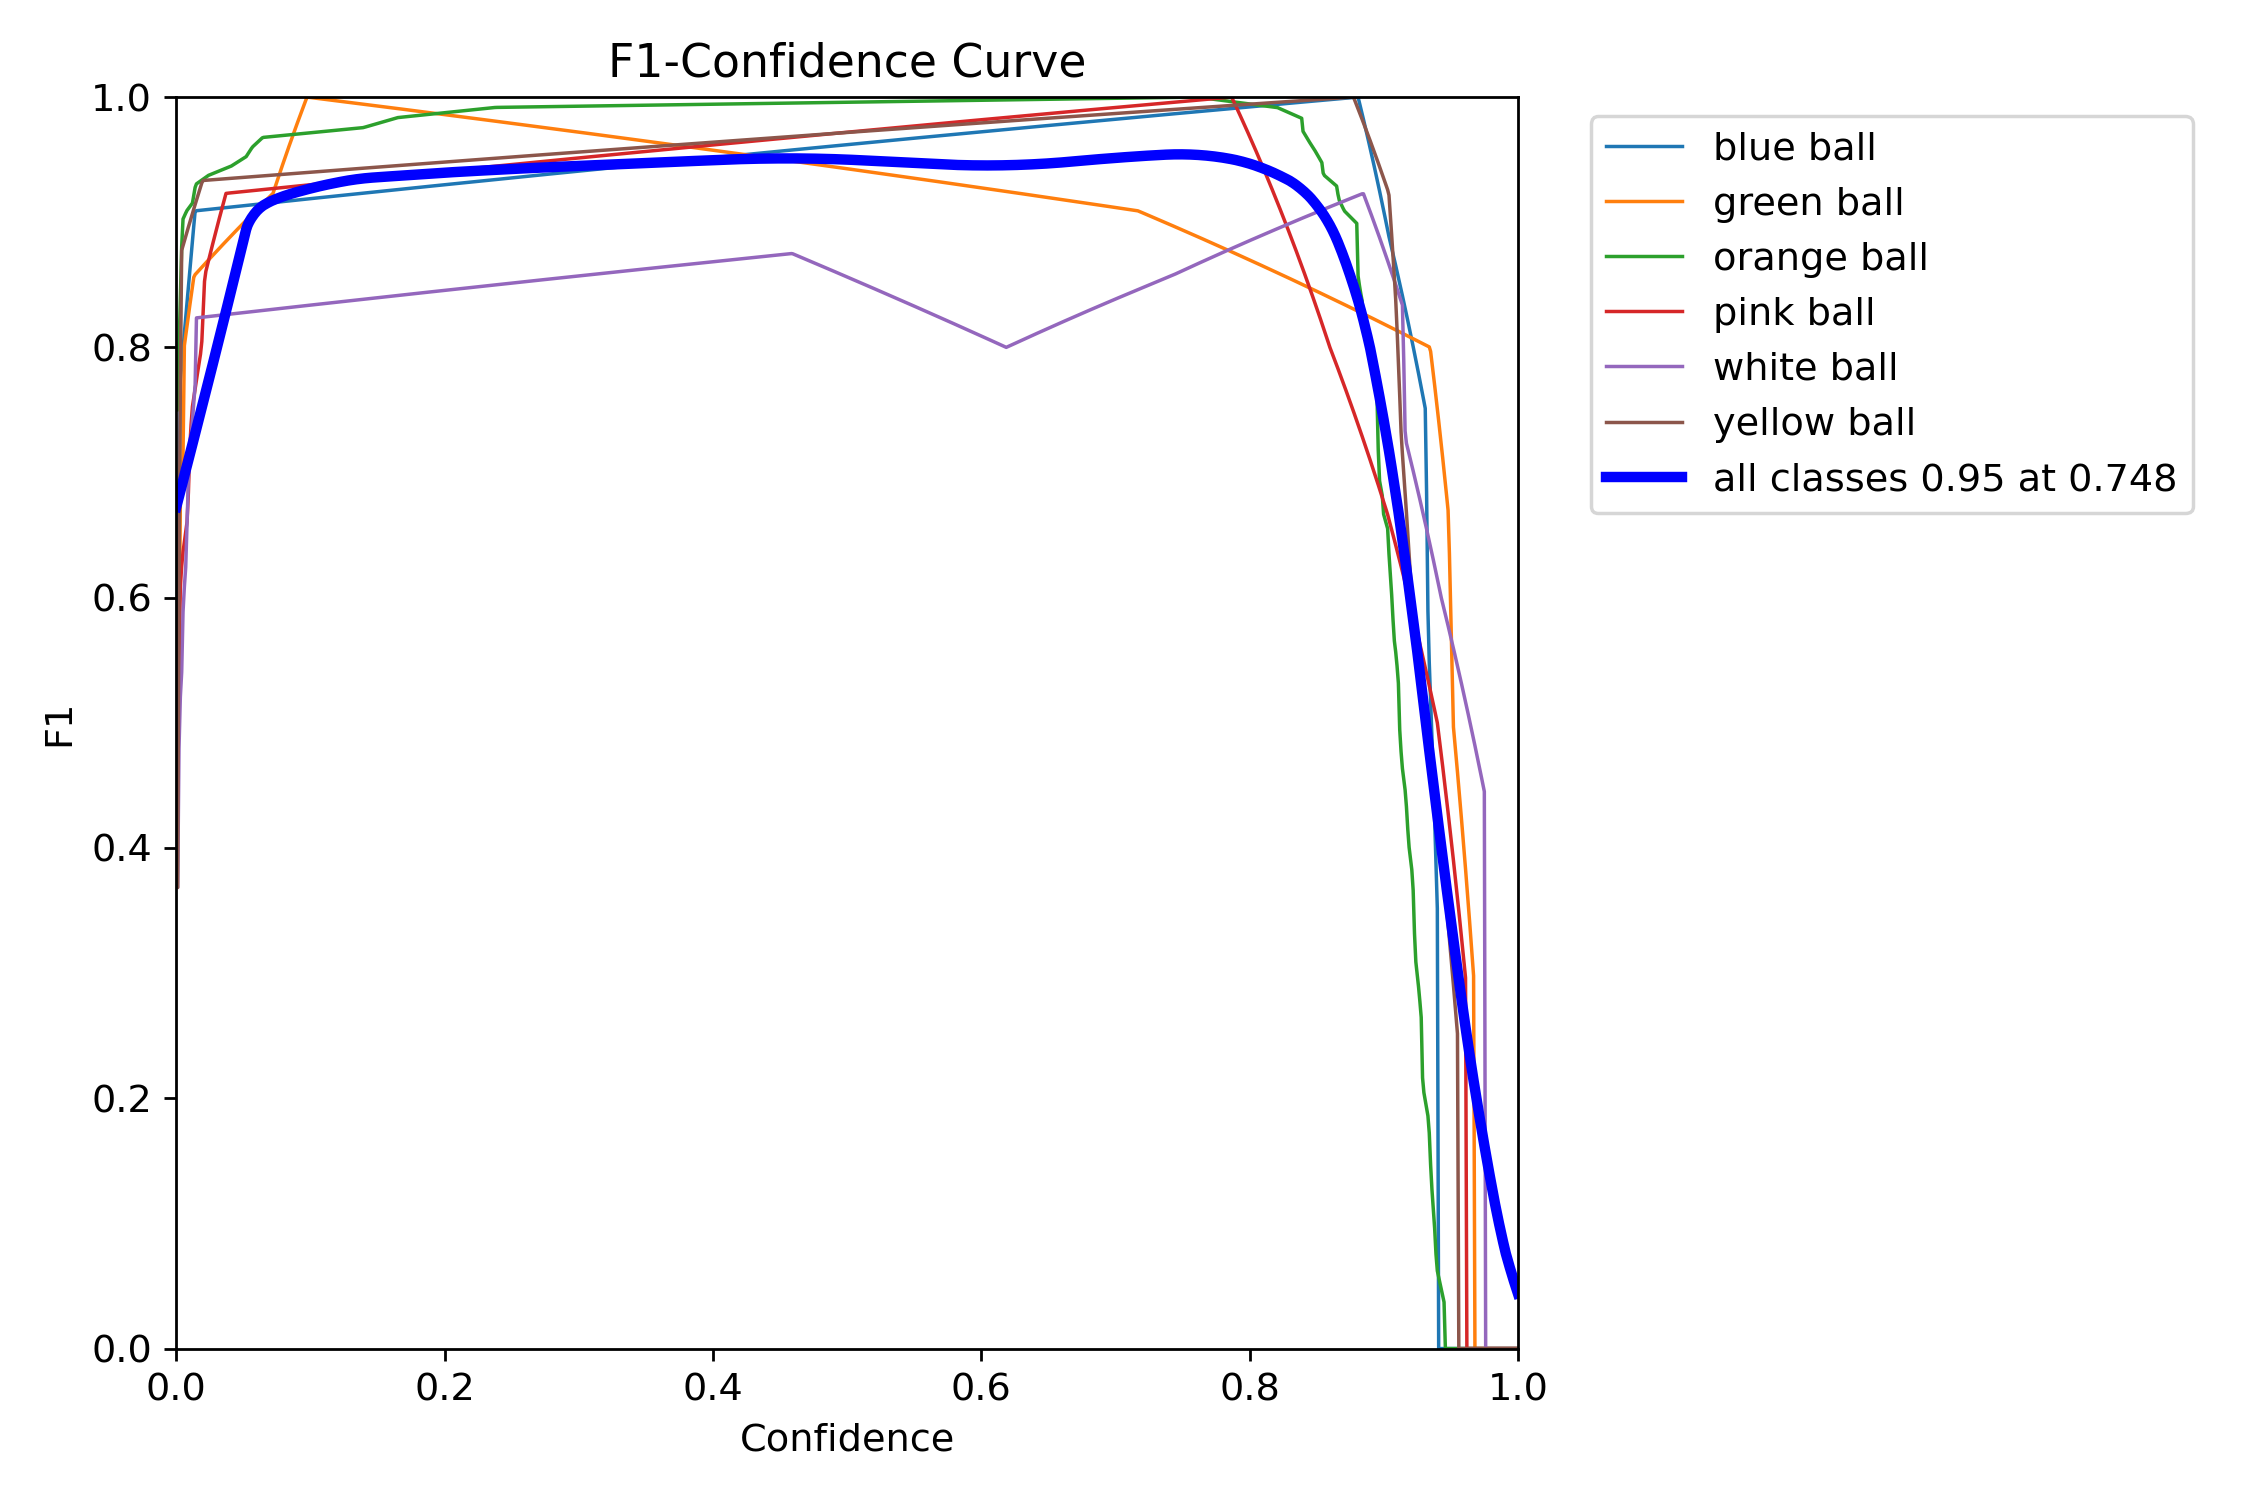 F1-Confidence Curve
1.0
0.8
0.6
0.4
0.2
0.0
F1
0.0 0.2 0.4 0.6 0.8 1.0
Confidence
blue ball
green ball
orange ball
pink ball
white ball
yellow ball
all classes 0.95 at 0.748